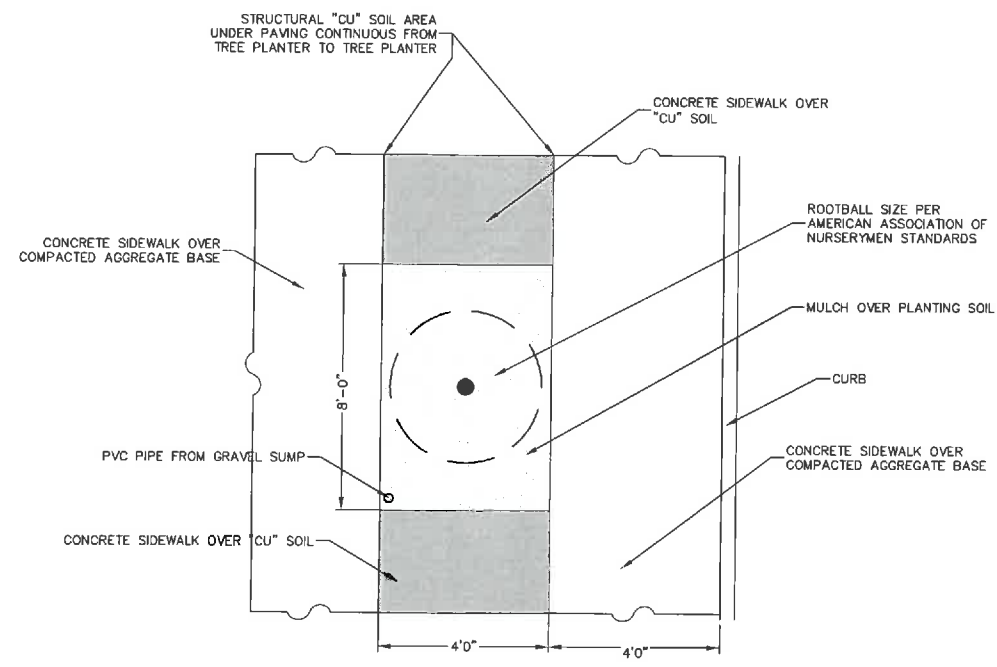 STRUCTURAL "CU" SOIL AREA
UNDER PAVING CONTINUOUS FROM
TREE PLANTER TO TREE PLANTER
CONCRETE SIDEWALK OVER
"CU" SOIL
ROOTBALL SIZE PER
AMERICAN ASSOCIATION OF
NURSERYMEN STANDARDS
CONCRETE SIDEWALK OVER
COMPACTED AGGREGATE BASE
MULCH OVER PLANTING SOIL
CURB
8'-0"
PVC PIPE FROM GRAVEL SUMP
CONCRETE SIDEWALK OVER
COMPACTED AGGREGATE BASE
CONCRETE SIDEWALK OVER "CU" SOIL
4'0"
4'0"